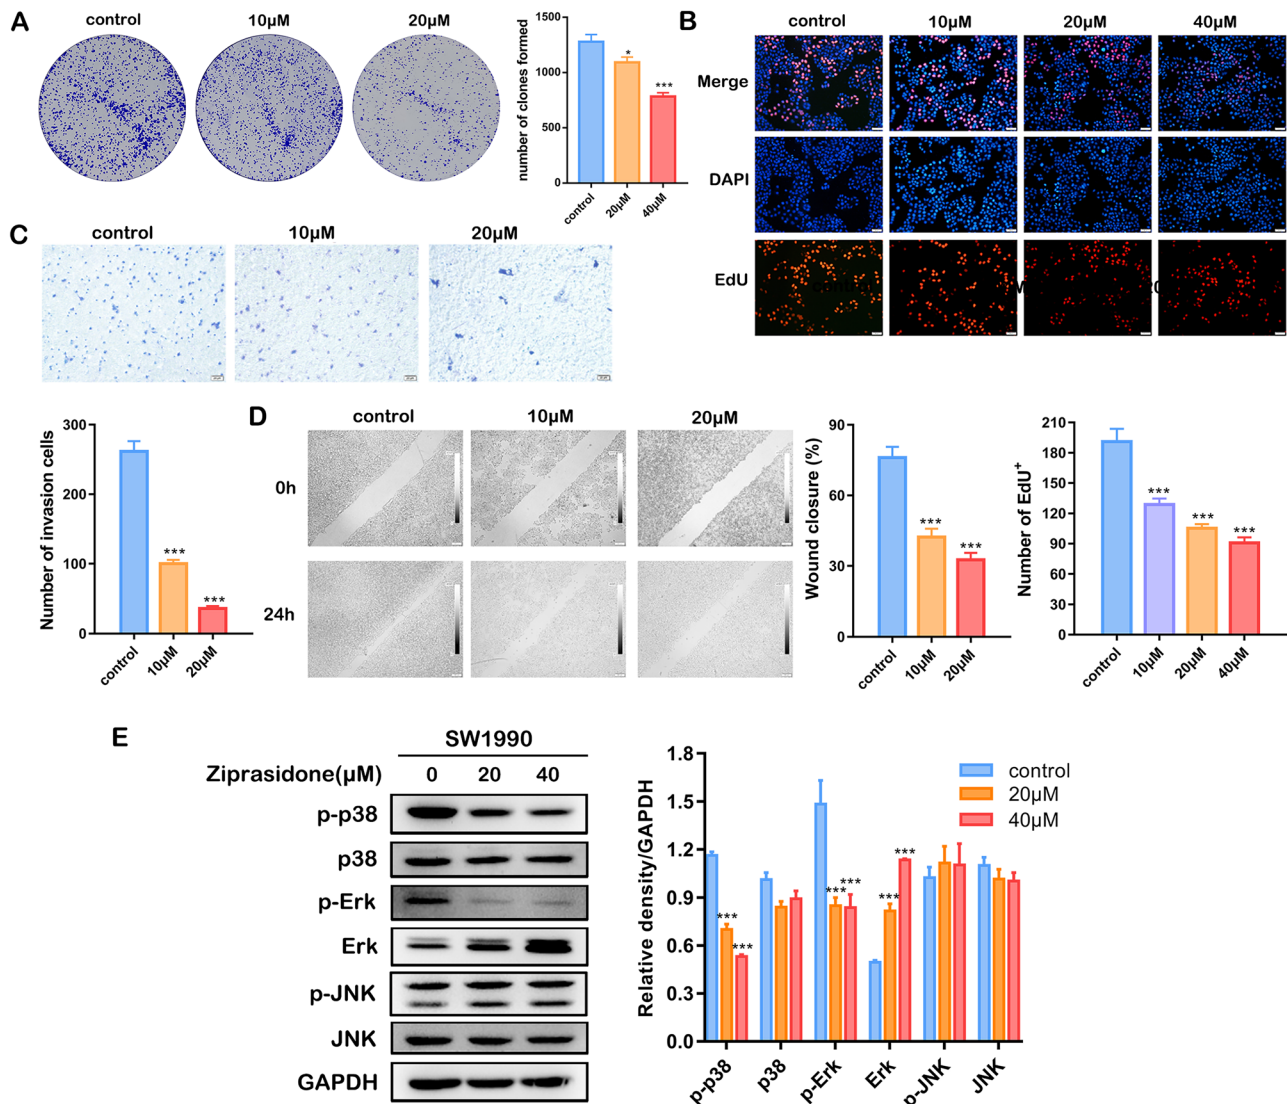 A
control 10μM 20μM
number of clones formed
1500
1000
500
0
*
***
control 20μM 40μM
B
control 10μM 20μM 40μM
Merge
DAPI
EdU
control M 20
C
control 10μM 20μM
Number of invasion cells
300
200
100
0
***
***
control 10μM 20μM
D
control 10μM 20μM
0h
24h
Wound closure (%)
90
60
30
0
***
***
control 10μM 20μM
Number of EdU+
210
180
150
120
90
60
30
0
***
***
***
control 10μM 20μM 40μM
E
SW1990
Ziprasidone(μM) 0 20 40
p-p38
p38
p-Erk
Erk
p-JNK
JNK
GAPDH
Relative density/GAPDH
1.8
1.5
1.2
0.9
0.6
0.3
0.0
control
20μM
40μM
***
***
***
***
***
***
p-p38 p38 p-Erk Erk p-JNK JNK